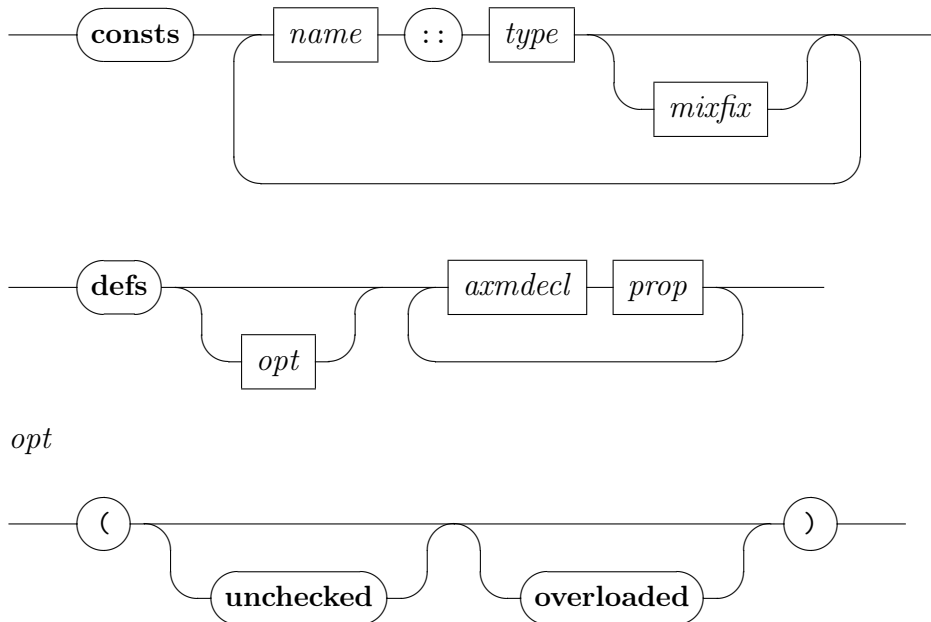 consts name :: type
mixfix
defs axmdecl prop
opt
opt
( )
unchecked overloaded